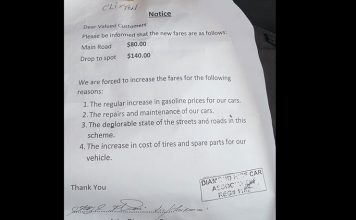 CLIXTON
Notice
Dear Valued Customers
Please be informed that the new fares are as follows:
Main Road $80.00
Drop to spot $140.00
We are forced to increase the fares for the following
reasons:
1. The regular increase in gasoline prices for our cars.
2. The repairs and maintenance of our cars.
3. The deplorable state of the streets and roads in this
scheme.
4. The increase in cost of tires and spare parts for our
vehicle.
Thank You
CAR